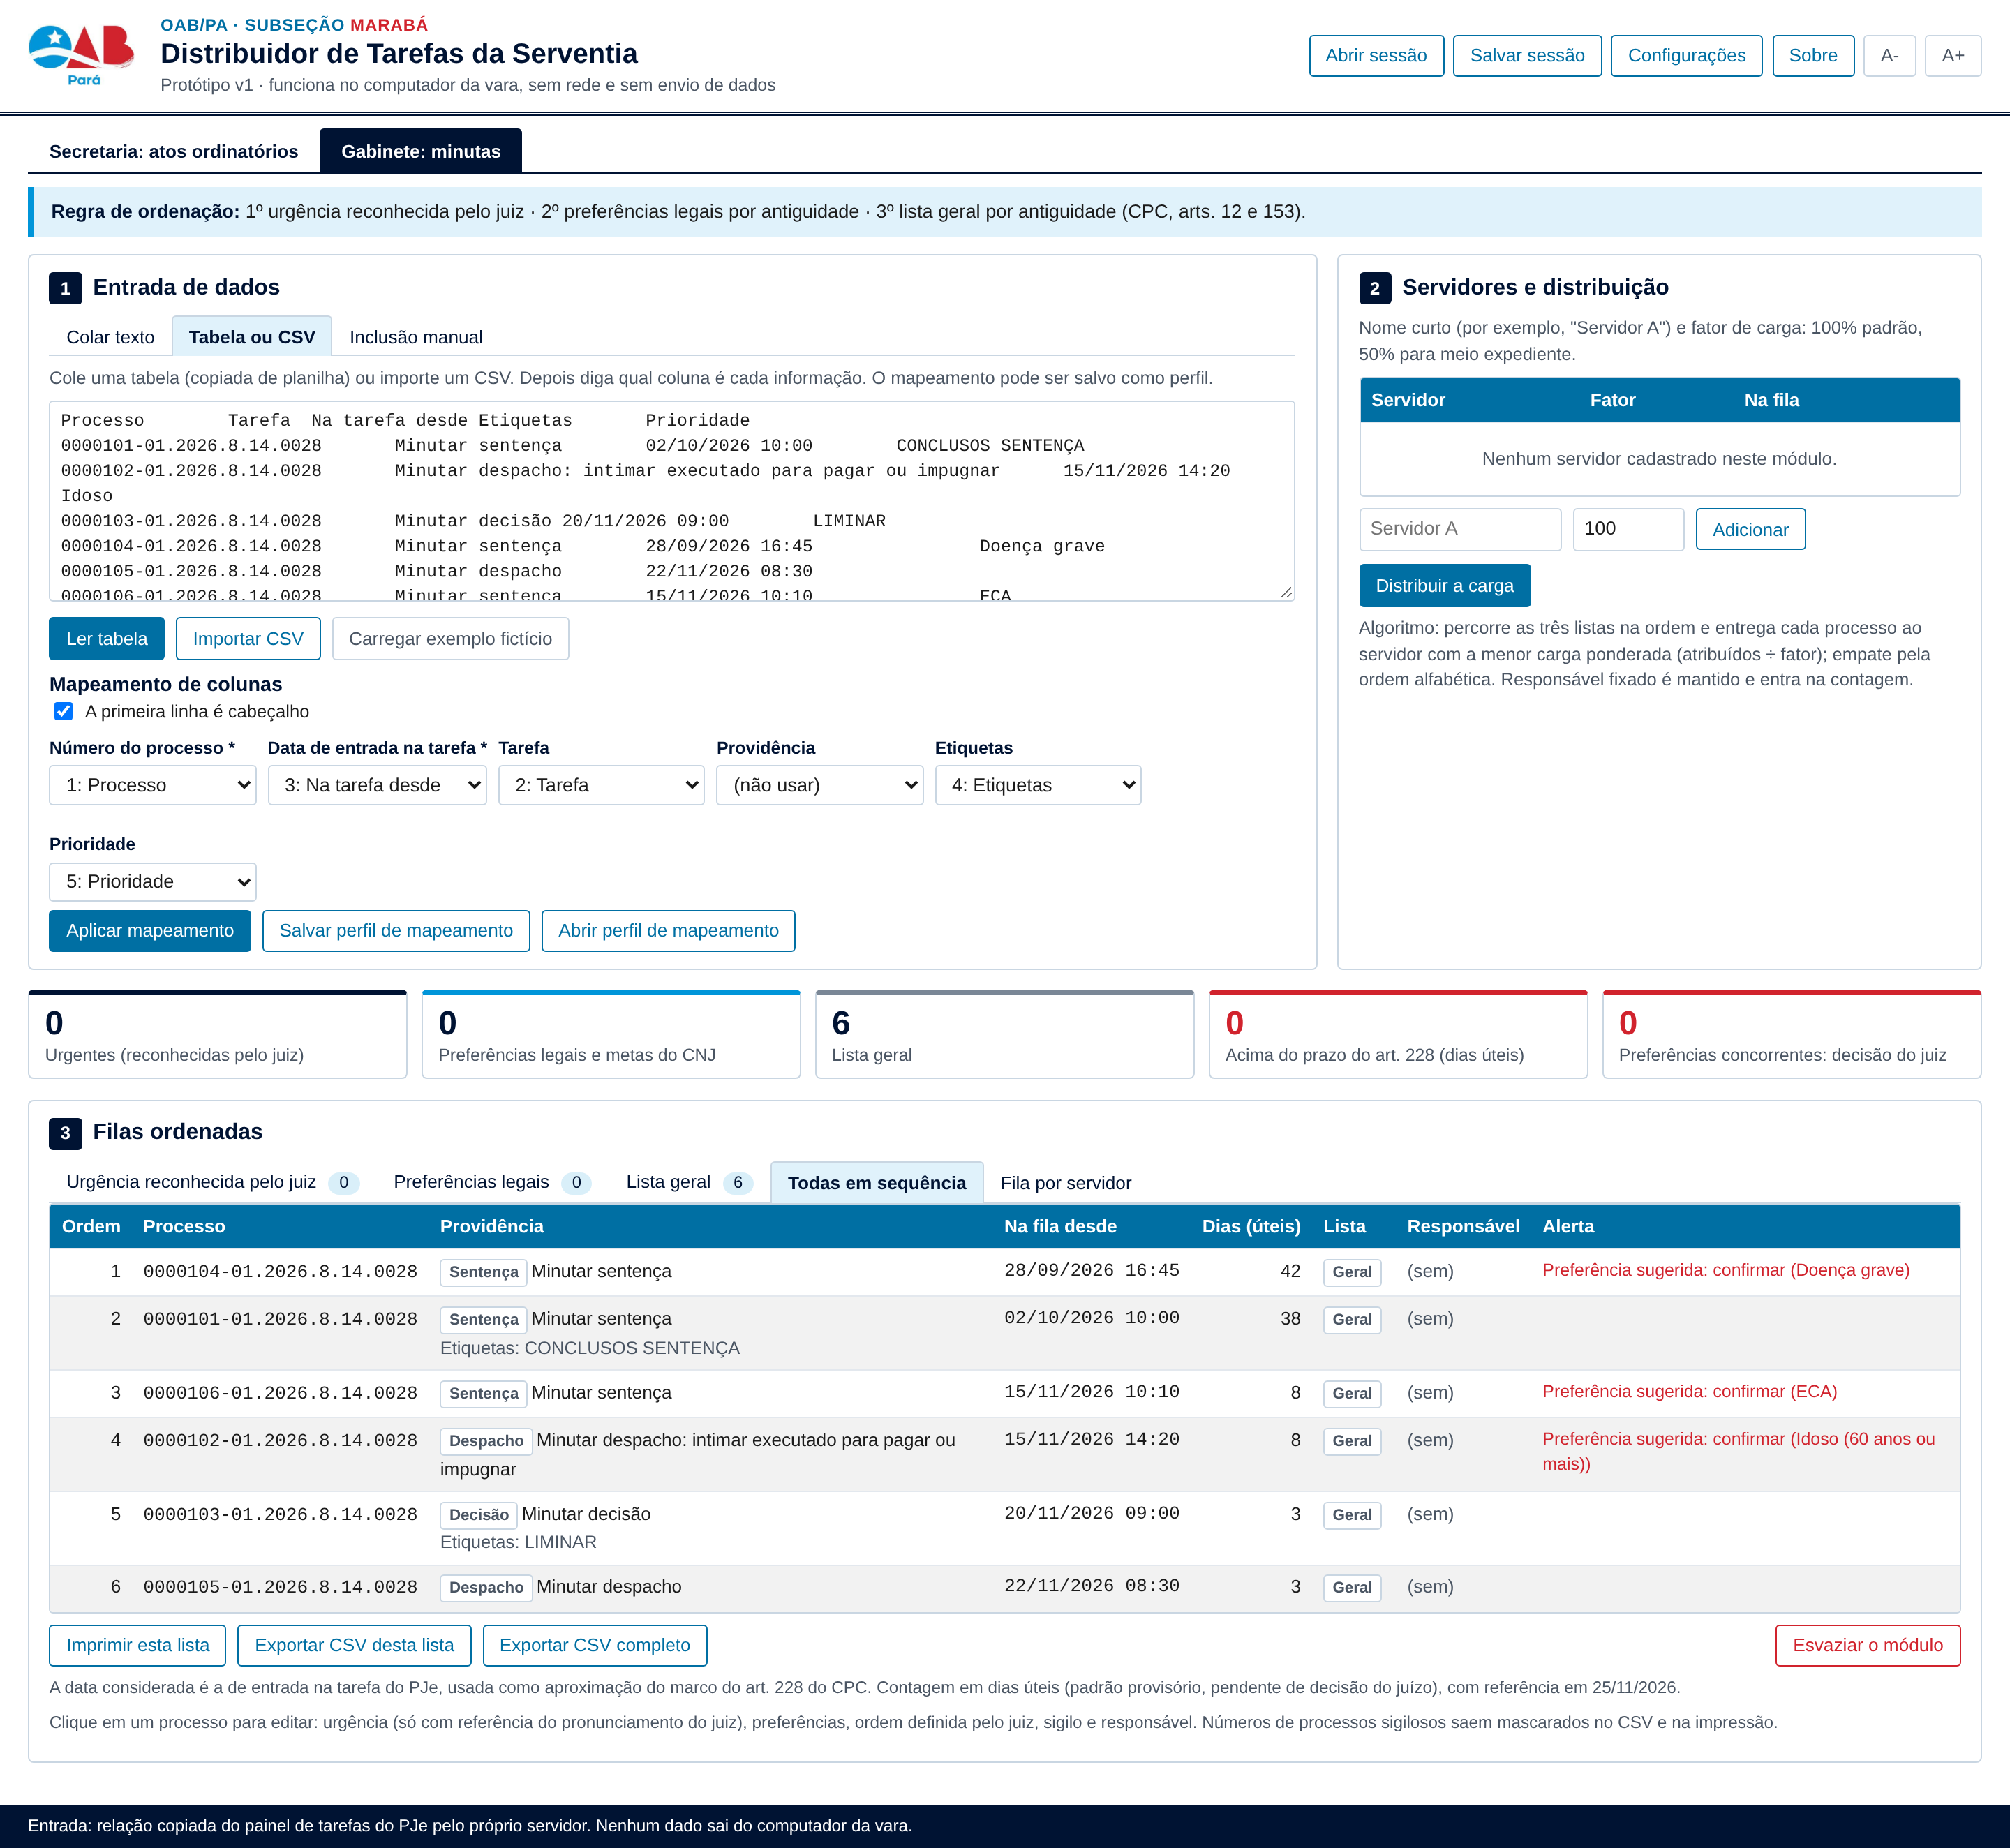 OAB
Pará
OAB/PA · SUBSEÇÃO MARABÁ
Distribuidor de Tarefas da Serventia
Protótipo v1 · funciona no computador da vara, sem rede e sem envio de dados
Abrir sessão Salvar sessão Configurações Sobre A- A+
Secretaria: atos ordinatórios Gabinete: minutas
Regra de ordenação: 1º urgência reconhecida pelo juiz · 2º preferências legais por antiguidade · 3º lista geral por antiguidade (CPC, arts. 12 e 153).
1 Entrada de dados
Colar texto Tabela ou CSV Inclusão manual
Cole uma tabela (copiada de planilha) ou importe um CSV. Depois diga qual coluna é cada informação. O mapeamento pode ser salvo como perfil.
Processo Tarefa Na tarefa desde Etiquetas Prioridade
0000101-01.2026.8.14.0028 Minutar sentença 02/10/2026 10:00 CONCLUSOS SENTENÇA
0000102-01.2026.8.14.0028 Minutar despacho: intimar executado para pagar ou impugnar 15/11/2026 14:20
Idoso
0000103-01.2026.8.14.0028 Minutar decisão 20/11/2026 09:00 LIMINAR
0000104-01.2026.8.14.0028 Minutar sentença 28/09/2026 16:45 Doença grave
0000105-01.2026.8.14.0028 Minutar despacho 22/11/2026 08:30
0000106-01.2026.8.14.0028 Minutar sentença 15/11/2026 10:10 ECA
Ler tabela Importar CSV Carregar exemplo fictício
Mapeamento de colunas
A primeira linha é cabeçalho
Número do processo * Data de entrada na tarefa * Tarefa Providência Etiquetas
1: Processo 3: Na tarefa desde 2: Tarefa (não usar) 4: Etiquetas
Prioridade
5: Prioridade
Aplicar mapeamento Salvar perfil de mapeamento Abrir perfil de mapeamento
2 Servidores e distribuição
Nome curto (por exemplo, "Servidor A") e fator de carga: 100% padrão,
50% para meio expediente.
Servidor Fator Na fila
Nenhum servidor cadastrado neste módulo.
Servidor A 100 Adicionar
Distribuir a carga
Algoritmo: percorre as três listas na ordem e entrega cada processo ao
servidor com a menor carga ponderada (atribuídos ÷ fator); empate pela
ordem alfabética. Responsável fixado é mantido e entra na contagem.
0 0 6 0 0
Urgentes (reconhecidas pelo juiz) Preferências legais e metas do CNJ Lista geral Acima do prazo do art. 228 (dias úteis) Preferências concorrentes: decisão do juiz
3 Filas ordenadas
Urgência reconhecida pelo juiz 0 Preferências legais 0 Lista geral 6 Todas em sequência Fila por servidor
Ordem Processo Providência Na fila desde Dias (úteis) Lista Responsável Alerta
1 0000104-01.2026.8.14.0028 Sentença Minutar sentença 28/09/2026 16:45 42 Geral (sem) Preferência sugerida: confirmar (Doença grave)
2 0000101-01.2026.8.14.0028 Sentença Minutar sentença 02/10/2026 10:00 38 Geral (sem)
Etiquetas: CONCLUSOS SENTENÇA
3 0000106-01.2026.8.14.0028 Sentença Minutar sentença 15/11/2026 10:10 8 Geral (sem) Preferência sugerida: confirmar (ECA)
4 0000102-01.2026.8.14.0028 Despacho Minutar despacho: intimar executado para pagar ou 15/11/2026 14:20 8 Geral (sem) Preferência sugerida: confirmar (Idoso (60 anos ou
impugnar mais))
5 0000103-01.2026.8.14.0028 Decisão Minutar decisão 20/11/2026 09:00 3 Geral (sem)
Etiquetas: LIMINAR
6 0000105-01.2026.8.14.0028 Despacho Minutar despacho 22/11/2026 08:30 3 Geral (sem)
Imprimir esta lista Exportar CSV desta lista Exportar CSV completo Esvaziar o módulo
A data considerada é a de entrada na tarefa do PJe, usada como aproximação do marco do art. 228 do CPC. Contagem em dias úteis (padrão provisório, pendente de decisão do juízo), com referência em 25/11/2026.
Clique em um processo para editar: urgência (só com referência do pronunciamento do juiz), preferências, ordem definida pelo juiz, sigilo e responsável. Números de processos sigilosos saem mascarados no CSV e na impressão.
Entrada: relação copiada do painel de tarefas do PJe pelo próprio servidor. Nenhum dado sai do computador da vara.